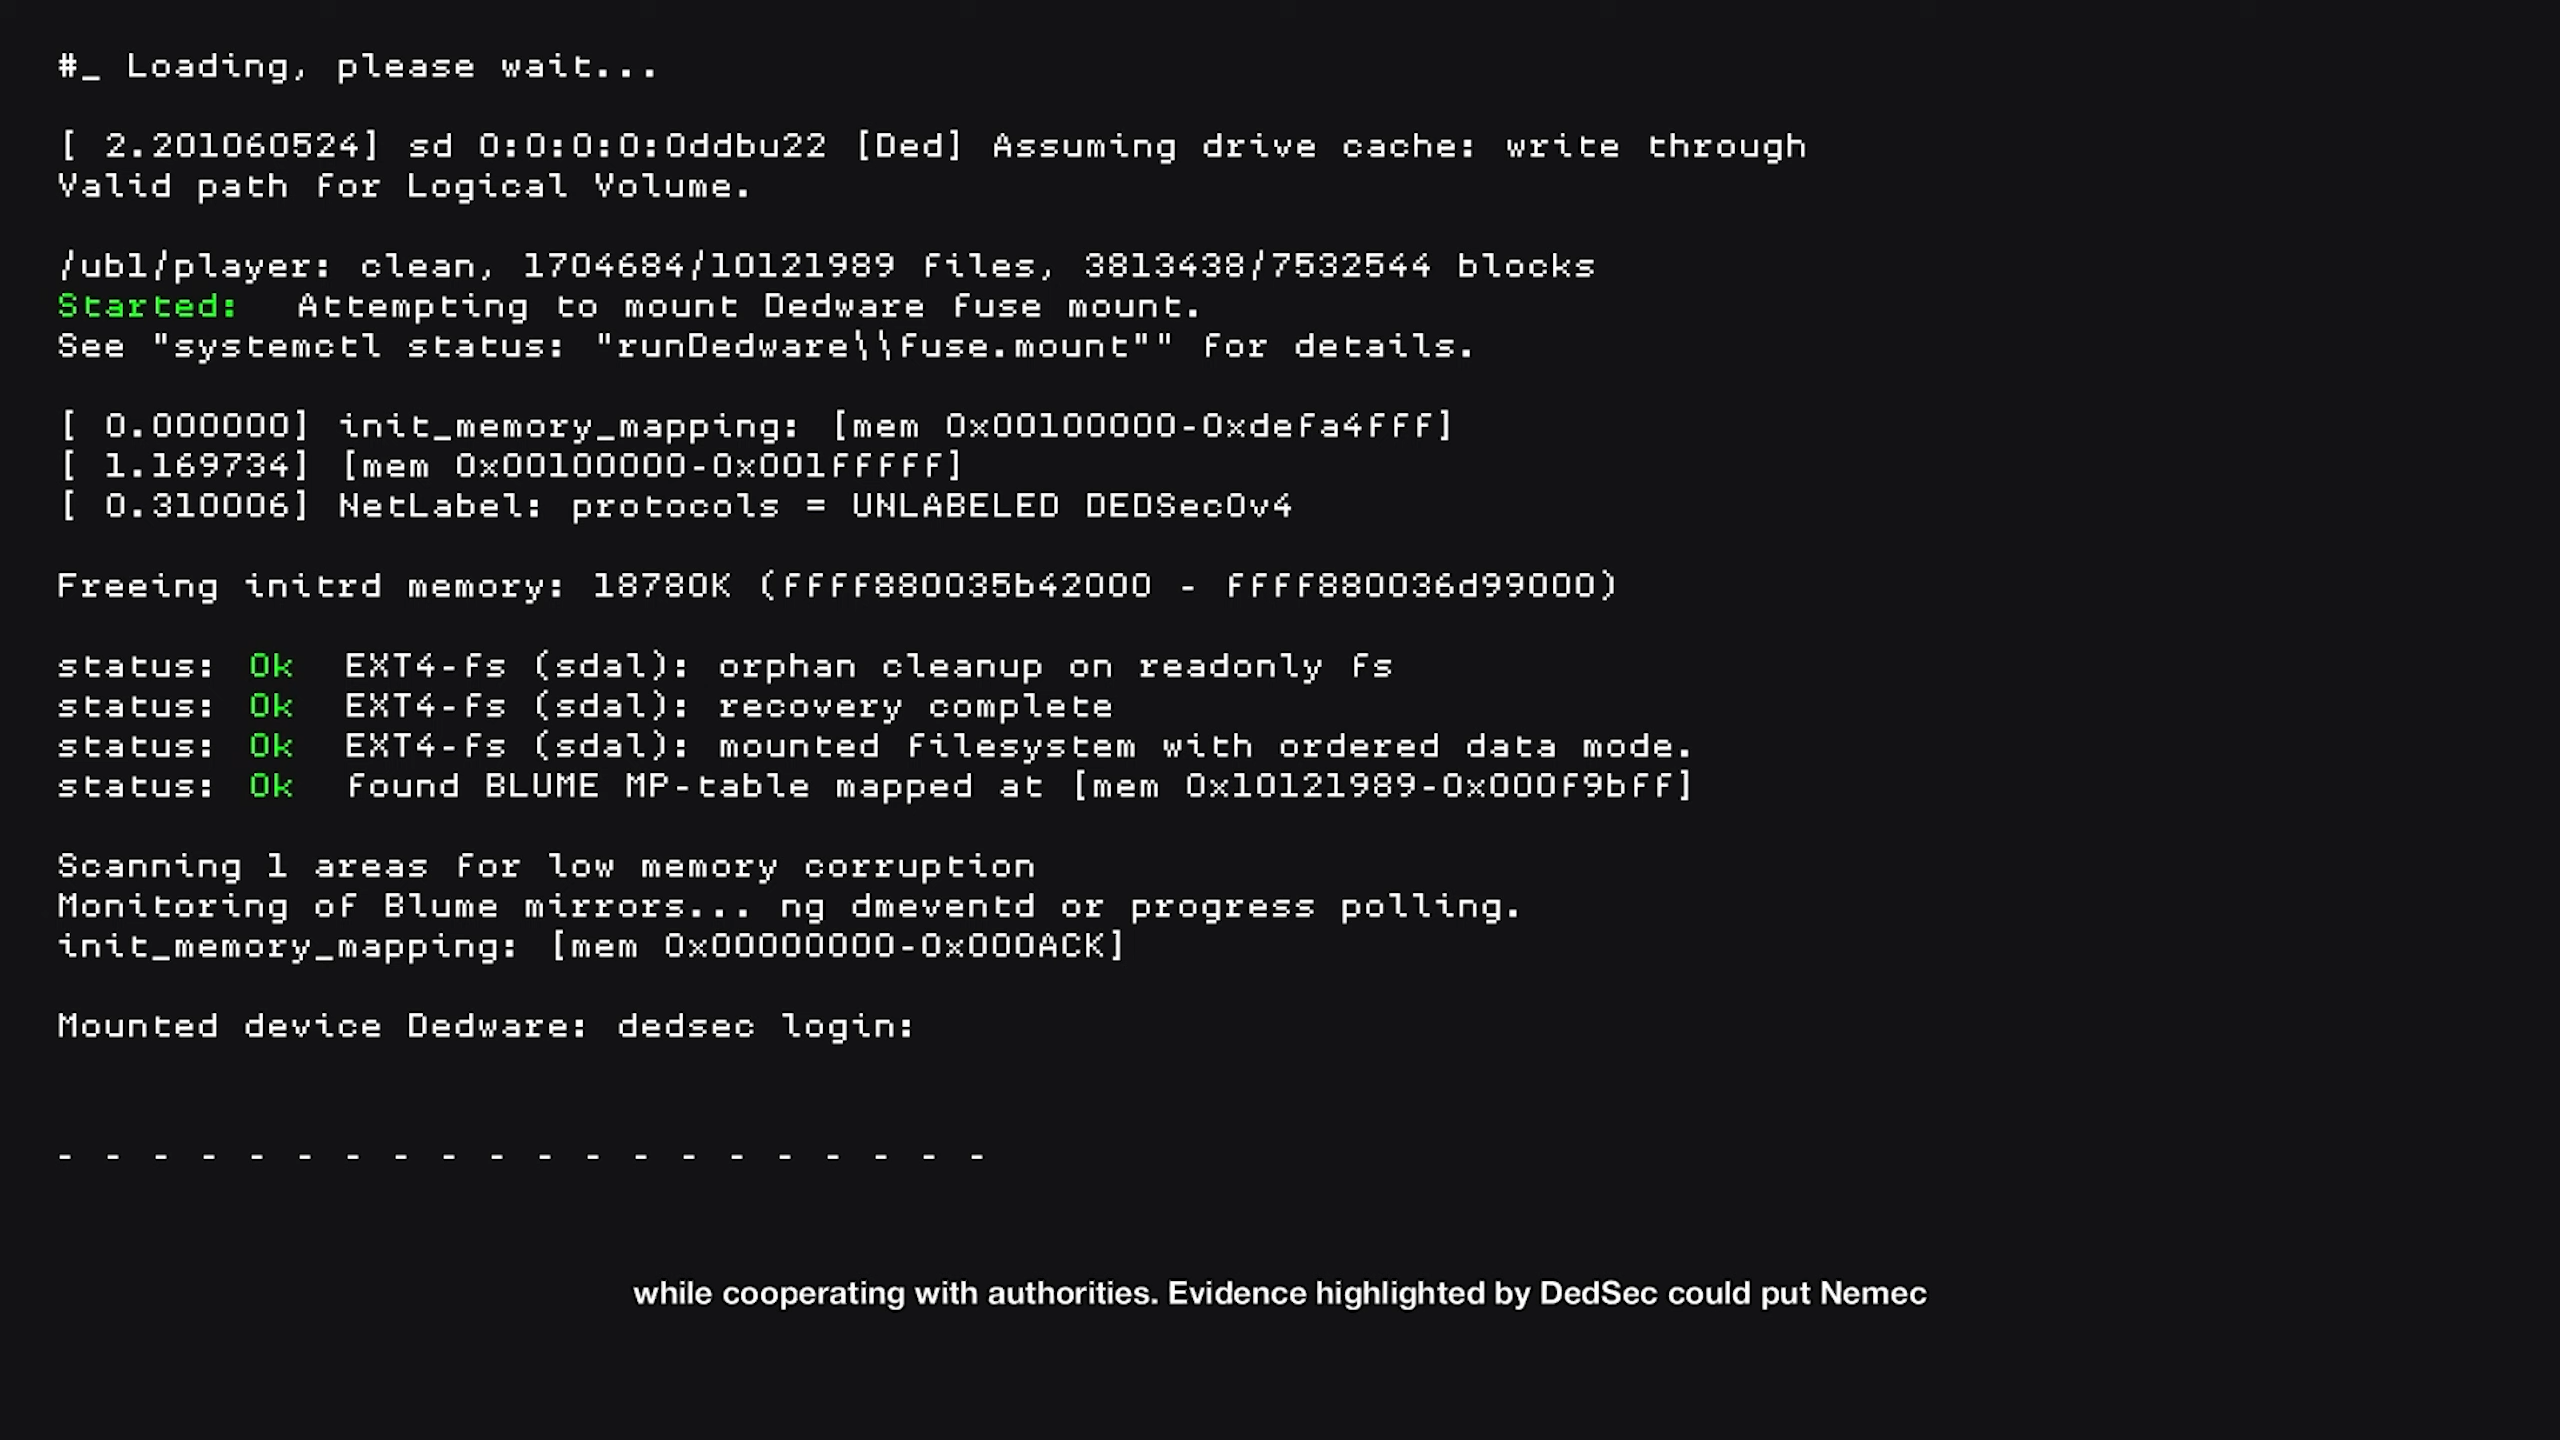 #_ Loading, please wait...
[ 2.201060524] sd 0:0:0:0:0ddbu22 [Ded] Assuming drive cache: write through
Valid path for Logical Volume.
/ubl/player: clean, 1704684/10121989 files, 3813438/7532544 blocks
Started: Attempting to mount Dedware fuse mount.
See "systemctl status: "runDedware\\fuse.mount"" for details.
[ 0.000000] init_memory_mapping: [mem 0x00100000-0xdefa4fff]
[ 1.169734] [mem 0x00100000-0x001fffff]
[ 0.310006] NetLabel: protocols = UNLABELED DEDSecOv4
Freeing initrd memory: 18780K (ffff880035b42000 - ffff880036d99000)
status: Ok EXT4-fs (sdal): orphan cleanup on readonly fs
status: Ok EXT4-fs (sdal): recovery complete
status: Ok EXT4-fs (sdal): mounted filesystem with ordered data mode.
status: Ok found BLUME MP-table mapped at [mem 0x10121989-0x000f9bff]
Scanning 1 areas for low memory corruption
Monitoring of Blume mirrors... ng dmeventd or progress polling.
init_memory_mapping: [mem 0x00000000-0x000ACK]
Mounted device Dedware: dedsec login:
- - - - - - - - - - - - - - - - - - - -
while cooperating with authorities. Evidence highlighted by DedSec could put Nemec